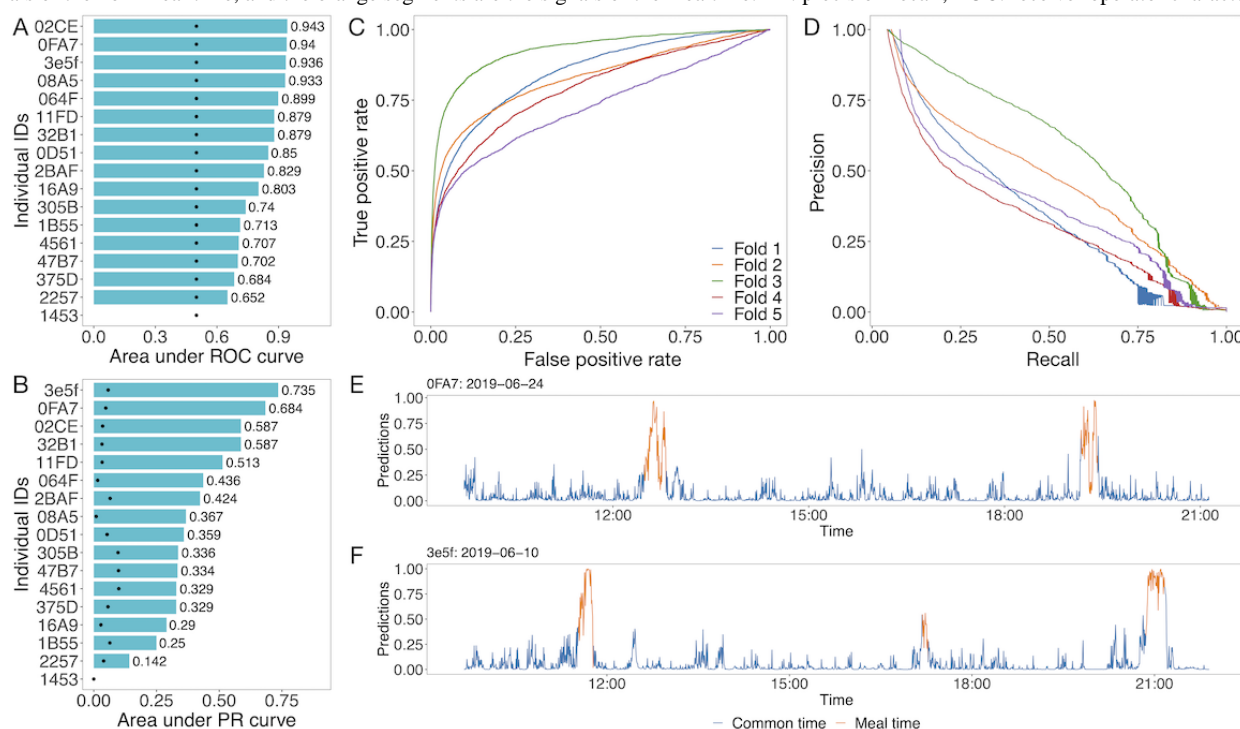 A
Individual IDs
02CE 0.943
0FA7 0.94
3e5f 0.936
08A5 0.933
064F 0.899
11FD 0.879
32B1 0.879
0D51 0.85
2BAF 0.829
16A9 0.803
305B 0.74
1B55 0.713
4561 0.707
47B7 0.702
375D 0.684
2257 0.652
1453
0.0 0.3 0.6 0.9
Area under ROC curve
C
True positive rate
1.00
0.75
0.50
0.25
0.00
Fold 1
Fold 2
Fold 3
Fold 4
Fold 5
0.00 0.25 0.50 0.75 1.00
False positive rate
D
Precision
1.00
0.75
0.50
0.25
0.00
0.00 0.25 0.50 0.75 1.00
Recall
B
Individual IDs
3e5f 0.735
0FA7 0.684
02CE 0.587
32B1 0.587
11FD 0.513
064F 0.436
2BAF 0.424
08A5 0.367
0D51 0.359
305B 0.336
47B7 0.334
4561 0.329
375D 0.329
16A9 0.29
1B55 0.25
2257 0.142
1453
0.00 0.25 0.50 0.75
Area under PR curve
E
0FA7: 2019-06-24
Predictions
1.00
0.75
0.50
0.25
0.00
12:00 15:00 18:00 21:00
Time
F
3e5f: 2019-06-10
Predictions
1.00
0.75
0.50
0.25
0.00
12:00 15:00 18:00 21:00
Time
Common time Meal time